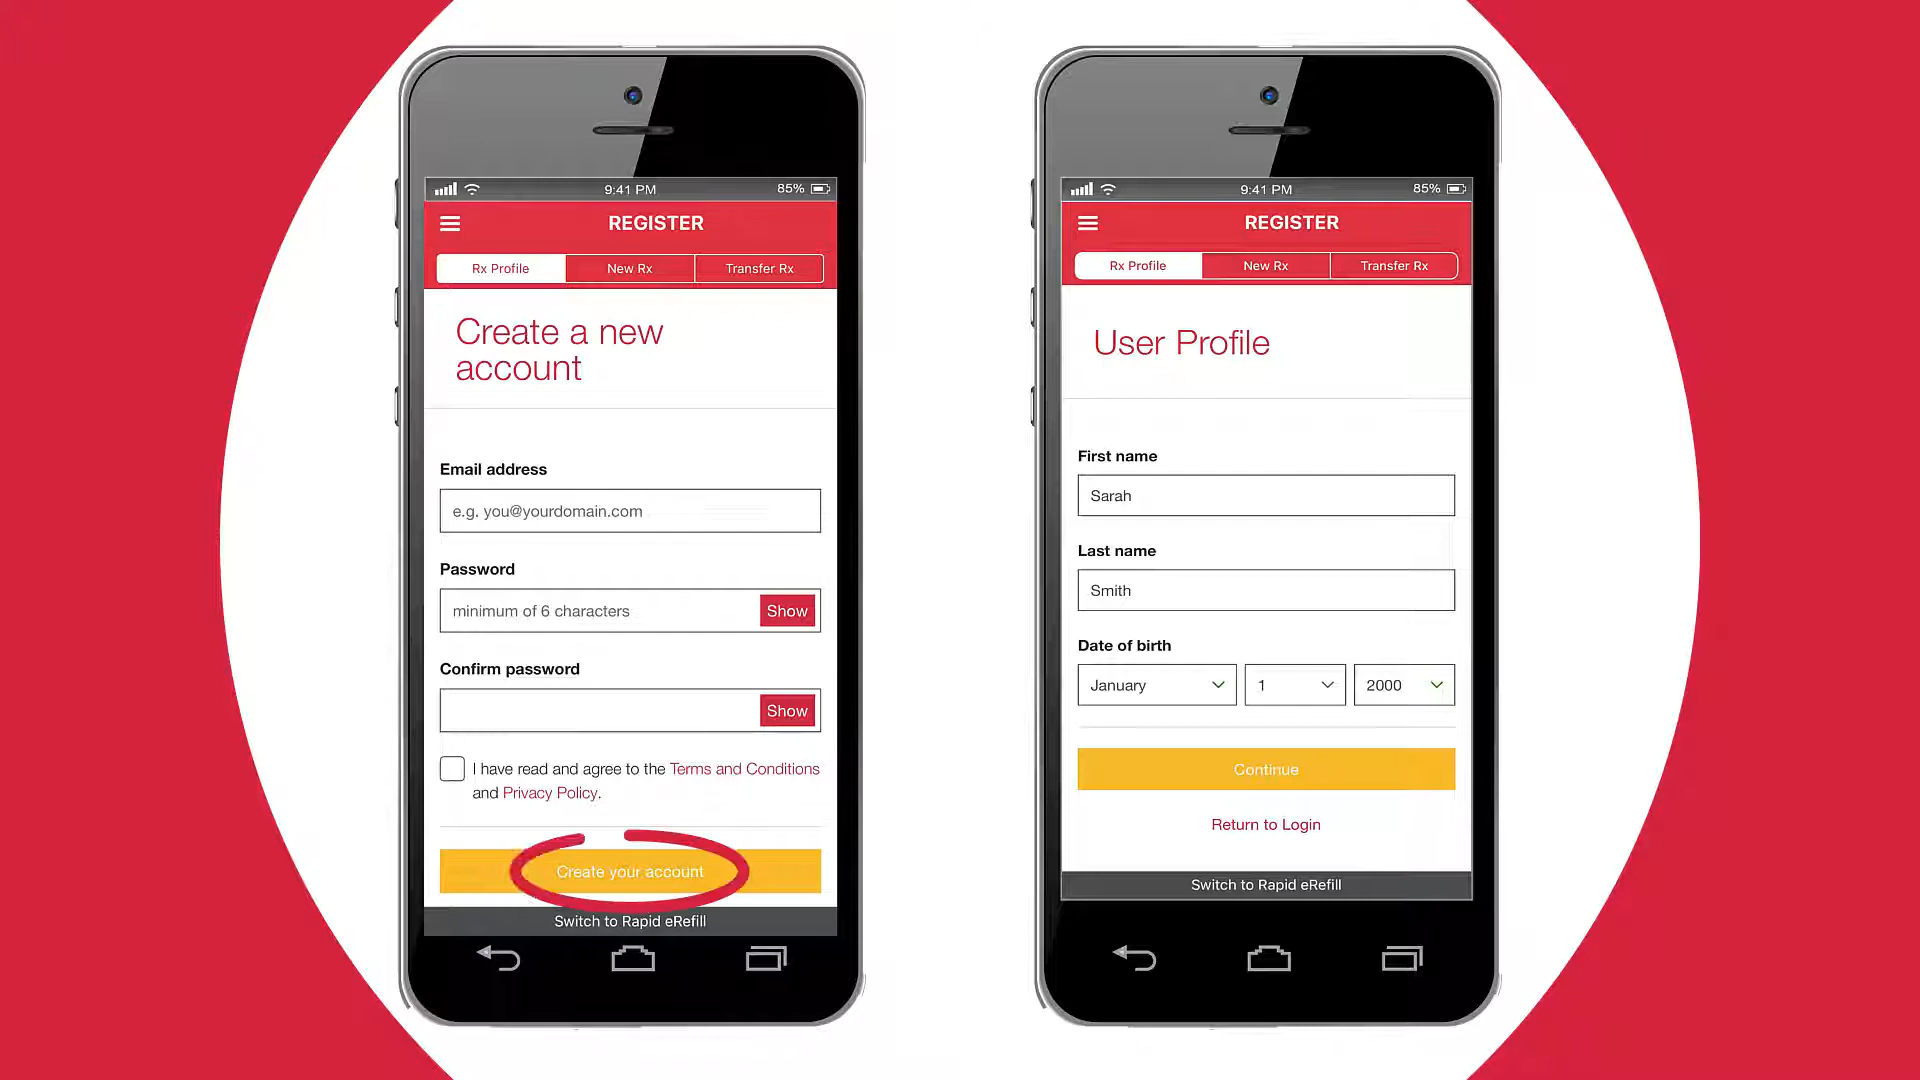 9:41 PM
85%
REGISTER
Rx Profile
New Rx
Transfer Rx
Create a new
account
Email address
e.g. you@yourdomain.com
Password
minimum of 6 characters
Show
Confirm password
Show
I have read and agree to the Terms and Conditions
and Privacy Policy.
Create your account
Switch to Rapid eRefill
9:41 PM
85%
REGISTER
Rx Profile
New Rx
Transfer Rx
User Profile
First name
Sarah
Last name
Smith
Date of birth
January
1
2000
Continue
Return to Login
Switch to Rapid eRefill